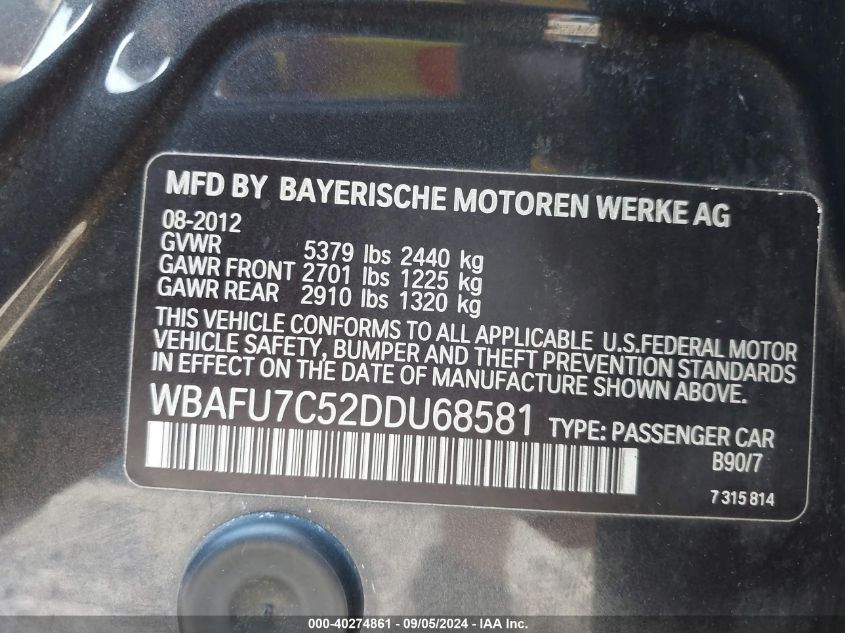 MFD BY BAYERISCHE MOTOREN WERKE AG
08-2012
GVWR 5379 lbs 2440 kg
GAWR FRONT 2701 lbs 1225 kg
GAWR REAR 2910 lbs 1320 kg
THIS VEHICLE CONFORMS TO ALL APPLICABLE U.S.FEDERAL MOTOR
VEHICLE SAFETY, BUMPER AND THEFT PREVENTION STANDARDS
IN EFFECT ON THE DATE OF MANUFACTURE SHOWN ABOVE.
WBAFU7C52DDU68581 TYPE: PASSENGER CAR
B90/7
7 315 814
000-40274861 - 09/05/2024 - IAA Inc.